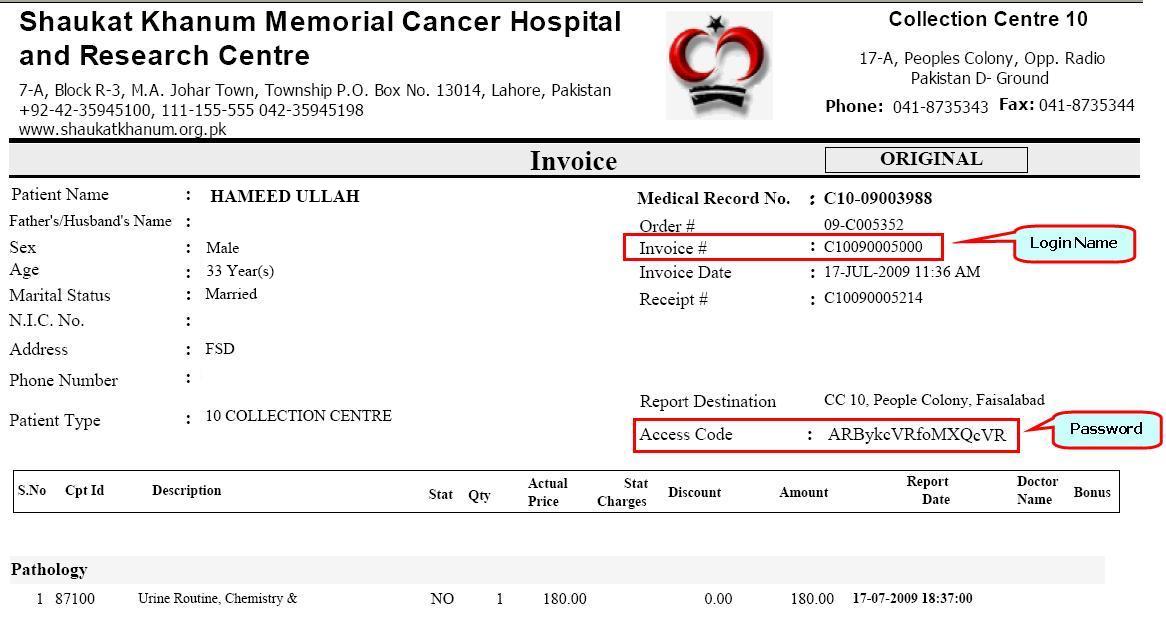 Shaukat Khanum Memorial Cancer Hospital
and Research Centre
7-A, Block R-3, M.A. Johar Town, Township P.O. Box No. 13014, Lahore, Pakistan
+92-42-35945100, 111-155-555 042-35945198
www.shaukatkhanum.org.pk
Collection Centre 10
17-A, Peoples Colony, Opp. Radio
Pakistan D- Ground
Phone: 041-8735343 Fax: 041-8735344
Invoice ORIGINAL
Patient Name : HAMEED ULLAH
Father's/Husband's Name :
Sex : Male
Age : 33 Year(s)
Marital Status : Married
N.I.C. No. :
Address : FSD
Phone Number :
Patient Type : 10 COLLECTION CENTRE
Medical Record No. : C10-09003988
Order # 09-C005352
Invoice # : C10090005000
Login Name
Invoice Date : 17-JUL-2009 11:36 AM
Receipt # : C10090005214
Report Destination CC 10, People Colony, Faisalabad
Access Code : ARBykcVRfoMXQcVR
Password
S.No Cpt Id Description Stat Qty Actual Price Stat Charges Discount Amount Report Date Doctor Name Bonus
Pathology
1 87100 Urine Routine, Chemistry & NO 1 180.00 0.00 180.00 17-07-2009 18:37:00